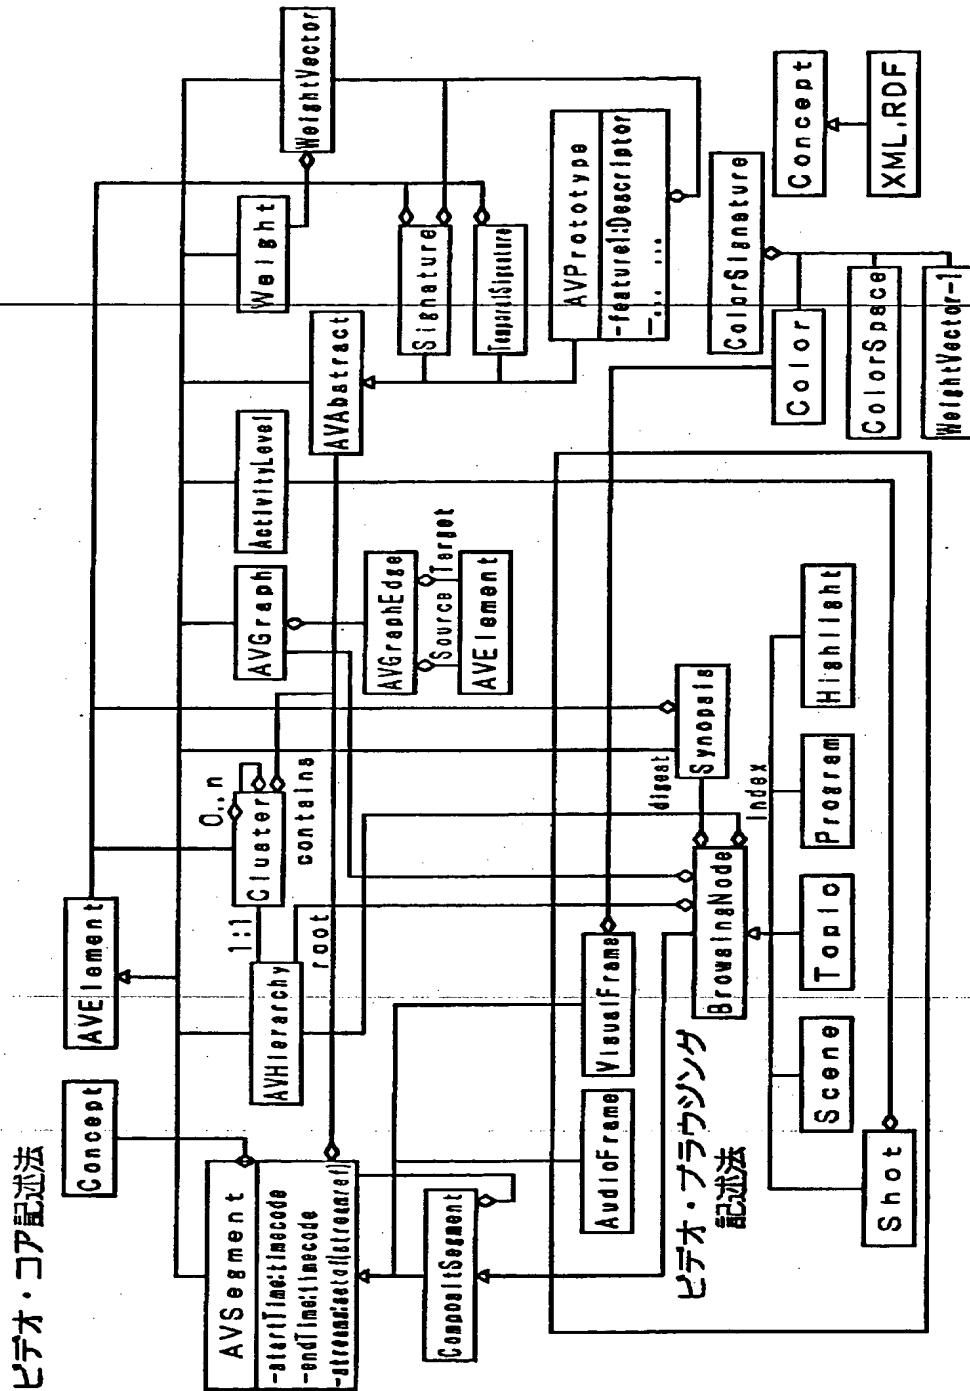 ビデオ・コア記述法
Concept
AVElement
AVSegment
-startTime:timecode
-endTime:timecode
-streams:setof(streamref)
AVHierarchy
1:1
root
Cluster
0..n
contains
AVGraph
AVGraphEdge
Source
Target
AVElement
ActivityLevel
AVAbstract
Weight
WeightVector
Signature
TemporalSignature
AVPrototype
-feature1:Descriptor
-... ...
CompositSegment
AudioFrame
VisualFrame
ビデオ・ブラウジング
記述法
BrowsingNode
digest
Synopsis
Index
Shot
Scene
Topic
Program
Highlight
ColorSignature
Color
ColorSpace
WeightVector-1
Concept
XML,RDF